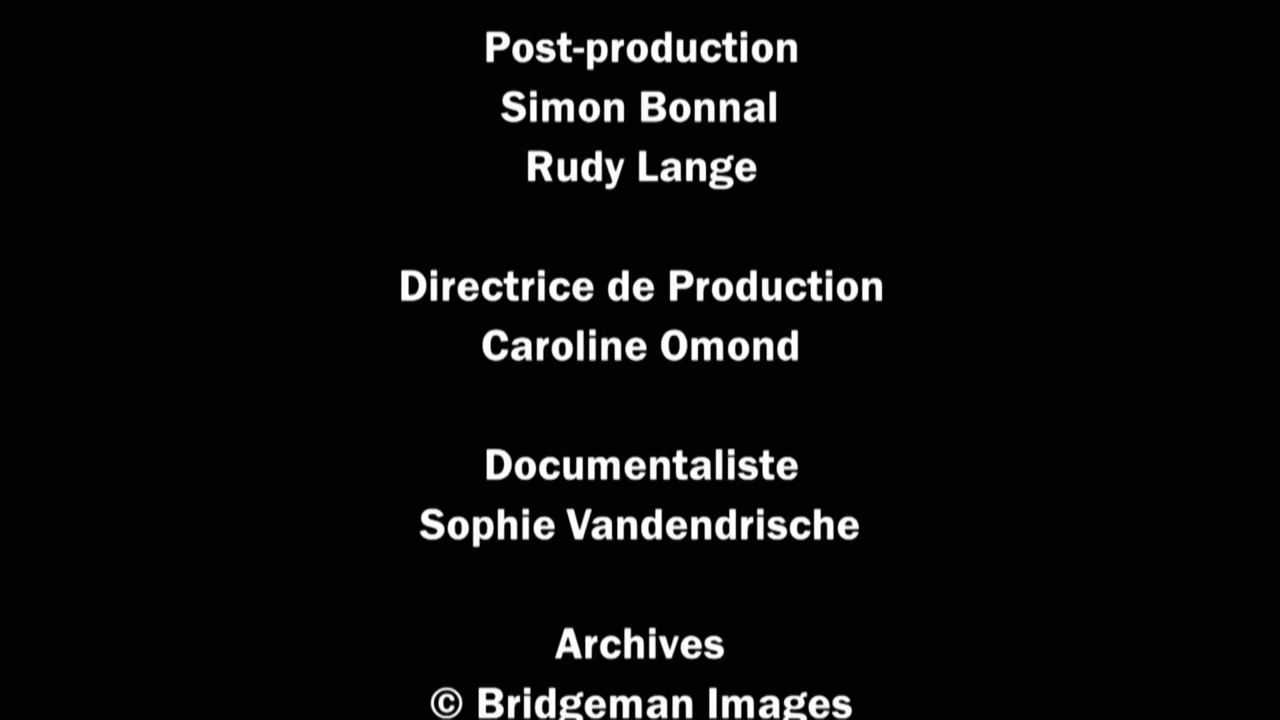 Post-production
Simon Bonnal
Rudy Lange
Directrice de Production
Caroline Omond
Documentaliste
Sophie Vandendrische
Archives
© Bridgeman Images